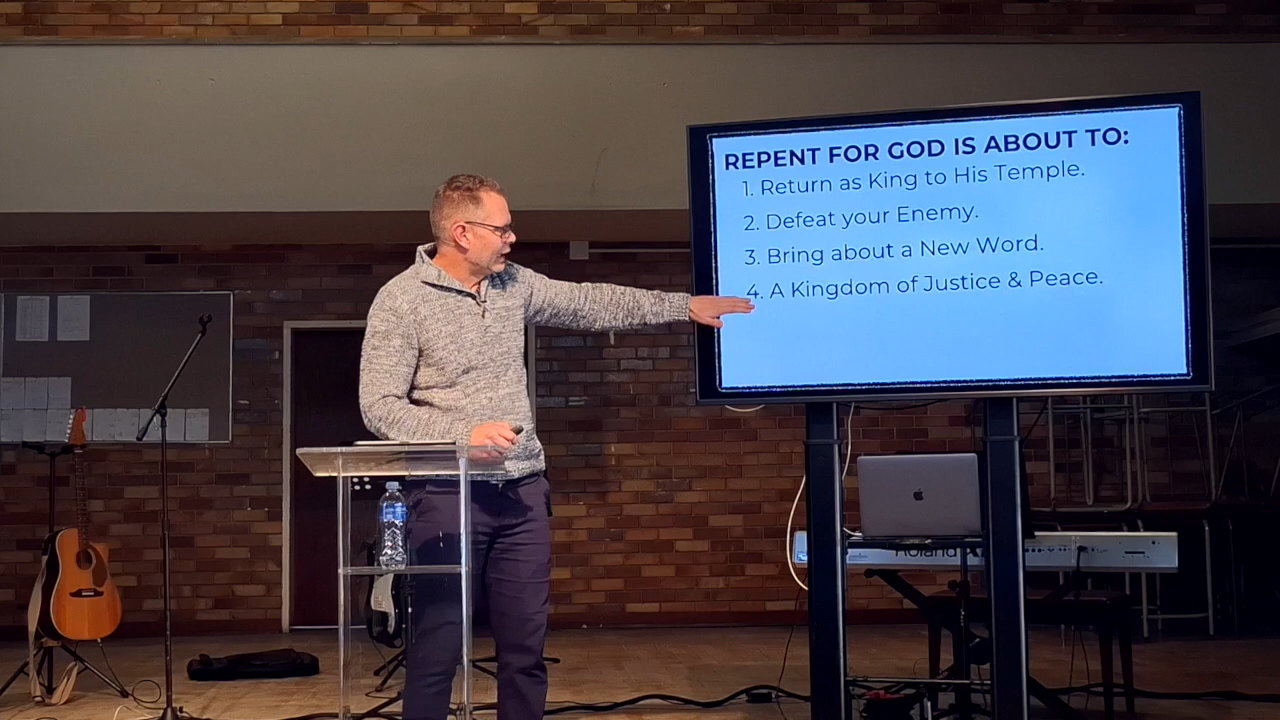 REPENT FOR GOD IS ABOUT TO:
1. Return as King to His Temple.
2. Defeat your Enemy.
3. Bring about a New Word.
4. A Kingdom of Justice & Peace.
Roland